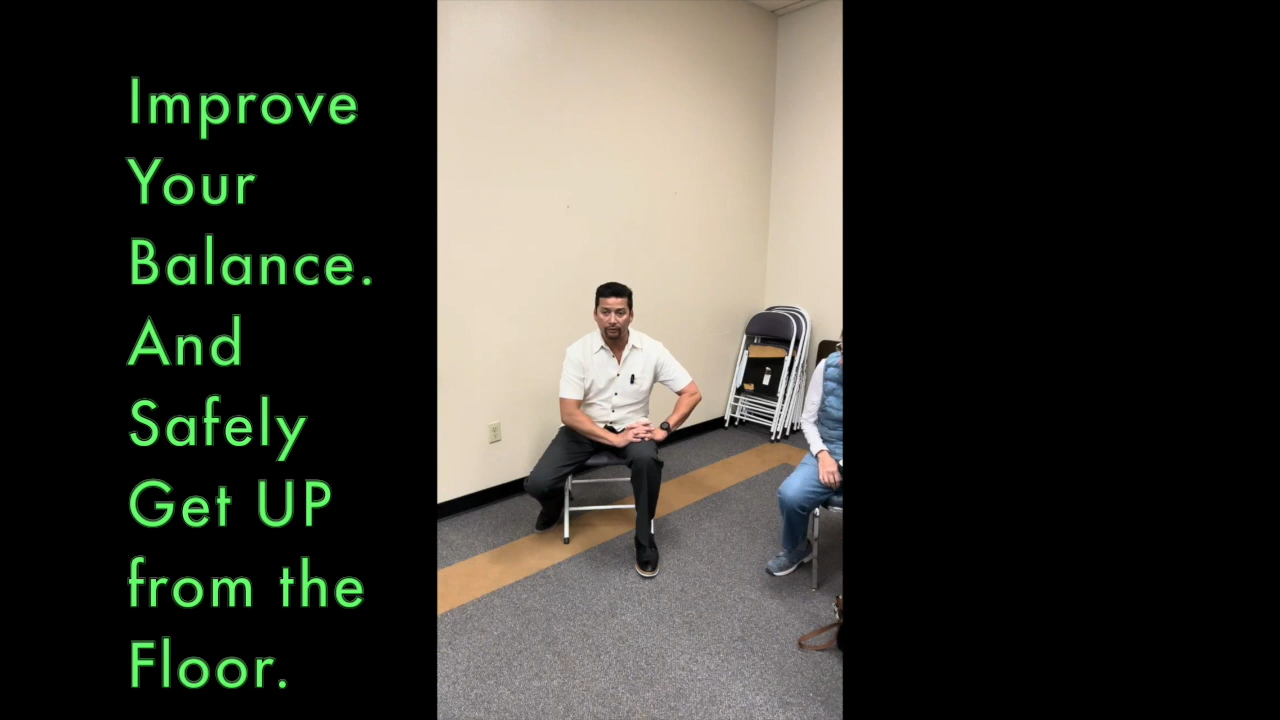 Improve
Your
Balance.
And
Safely
Get UP
from the
Floor.